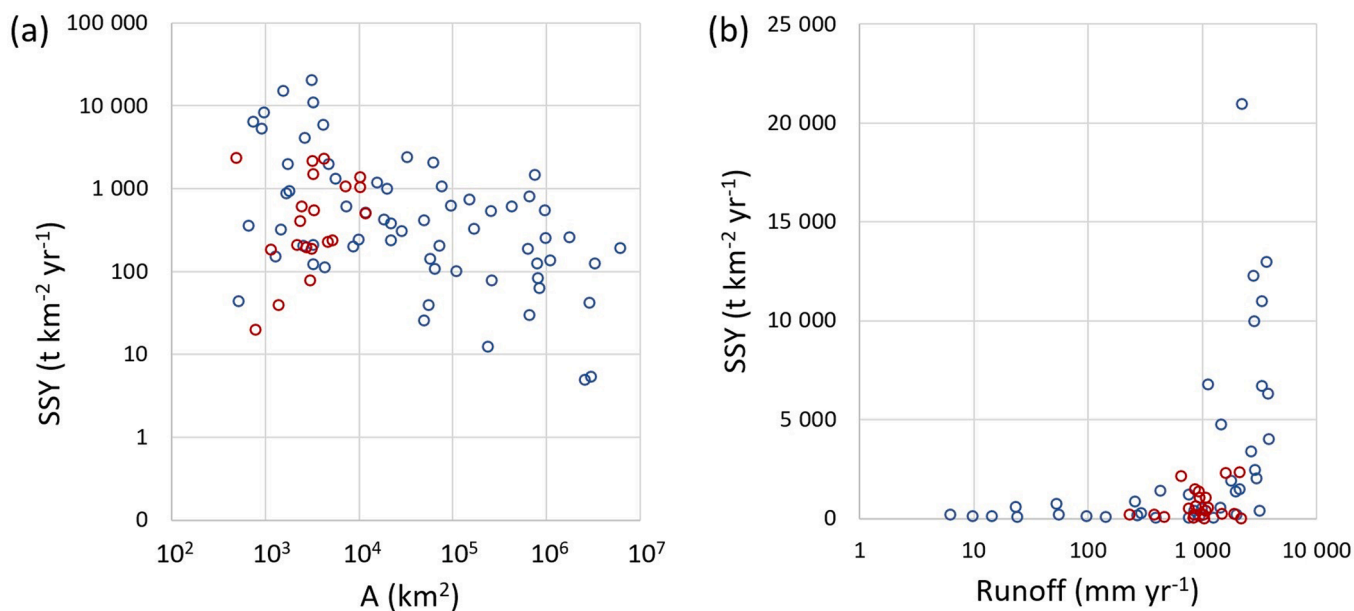 (a)
SSY (t km⁻² yr⁻¹)
100 000
10 000
1 000
100
10
1
0
10² 10³ 10⁴ 10⁵ 10⁶ 10⁷
A (km²)
(b)
SSY (t km⁻² yr⁻¹)
25 000
20 000
15 000
10 000
5 000
0
1 10 100 1 000 10 000
Runoff (mm yr⁻¹)